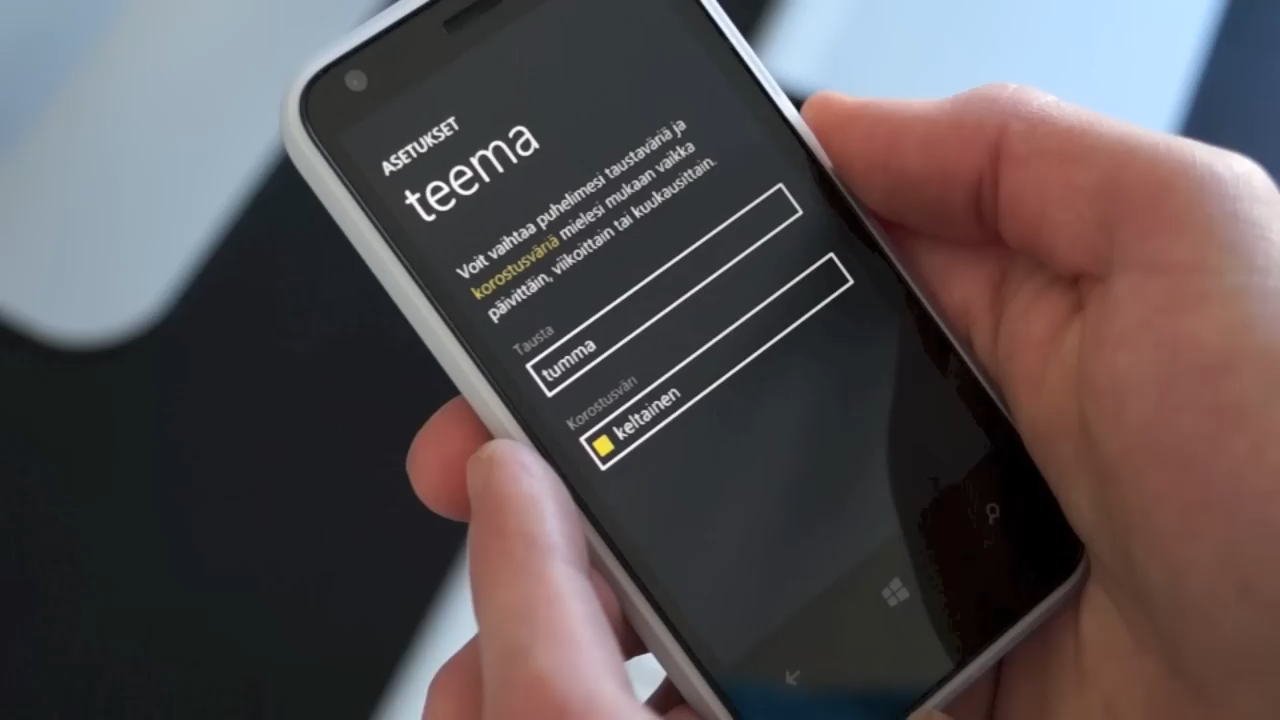 ASETUKSET
teema
Voit vaihtaa puhelimesi taustaväriä ja
korostusväriä mielesi mukaan vaikka
päivittäin, viikoittain tai kuukausittain.
Tausta
tumma
Korostusväri
keltainen